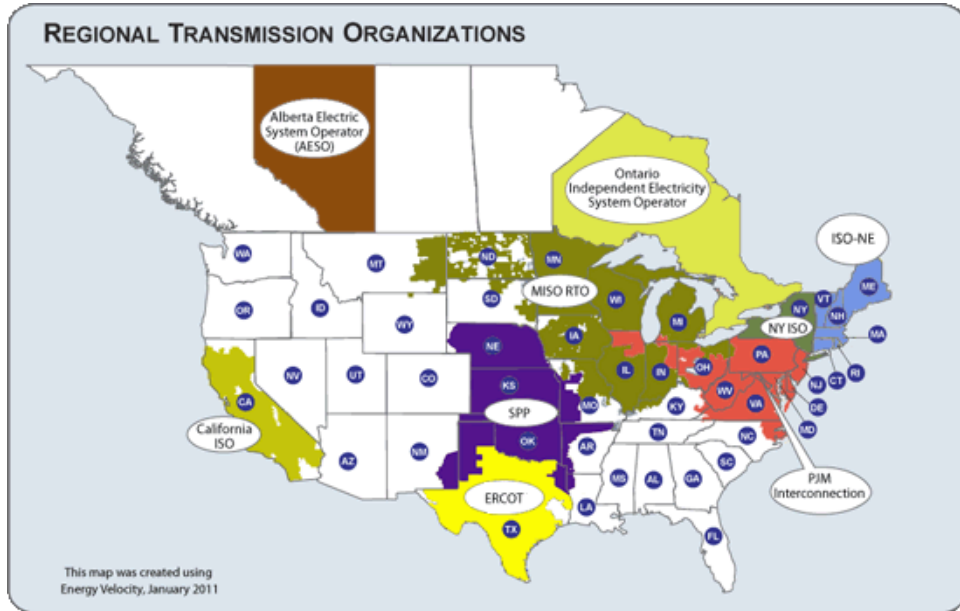 REGIONAL TRANSMISSION ORGANIZATIONS
Alberta Electric
System Operator
(AESO)
Ontario
Independent Electricity
System Operator
ISO-NE
WA
MT
ND
MN
ME
VT
NH
OR
ID
SD
MISO RTO
WI
NY
MA
WY
MI
NY ISO
NE
IA
PA
RI
CA
NV
UT
CO
KS
IL
IN
OH
WV
NJ
CT
California
ISO
SPP
MO
KY
VA
DE
MD
AZ
NM
OK
AR
TN
NC
PJM
Interconnection
ERCOT
TX
LA
MS
AL
GA
SC
FL
This map was created using
Energy Velocity, January 2011